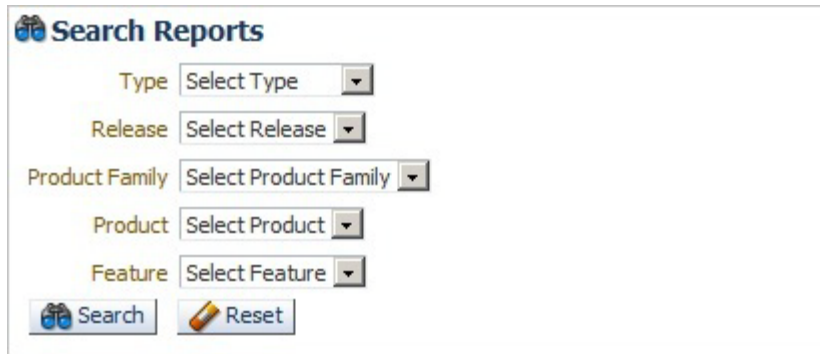 Search Reports
Type Select Type
Release Select Release
Product Family Select Product Family
Product Select Product
Feature Select Feature
Search Reset